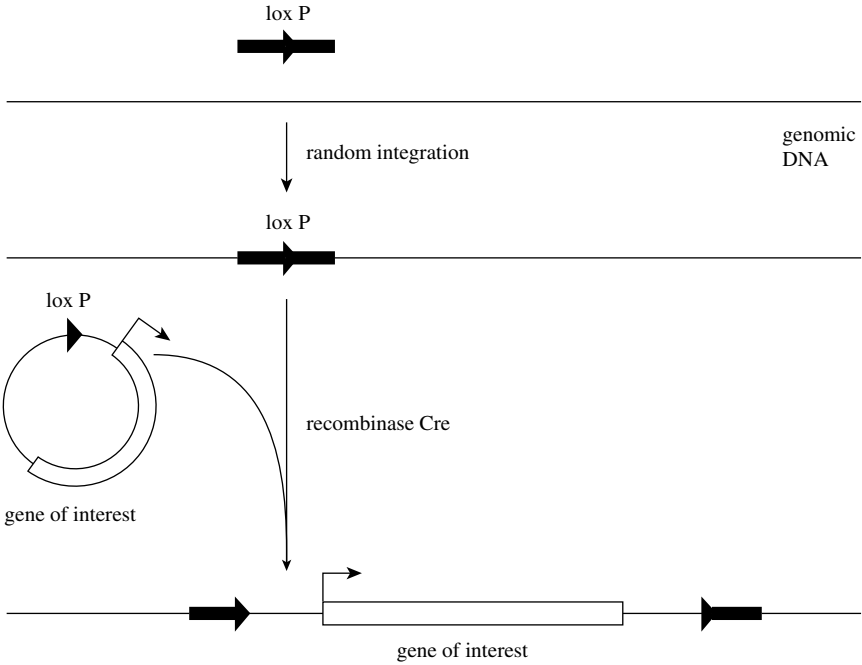 lox P
random integration
genomic
DNA
lox P
lox P
recombinase Cre
gene of interest
gene of interest